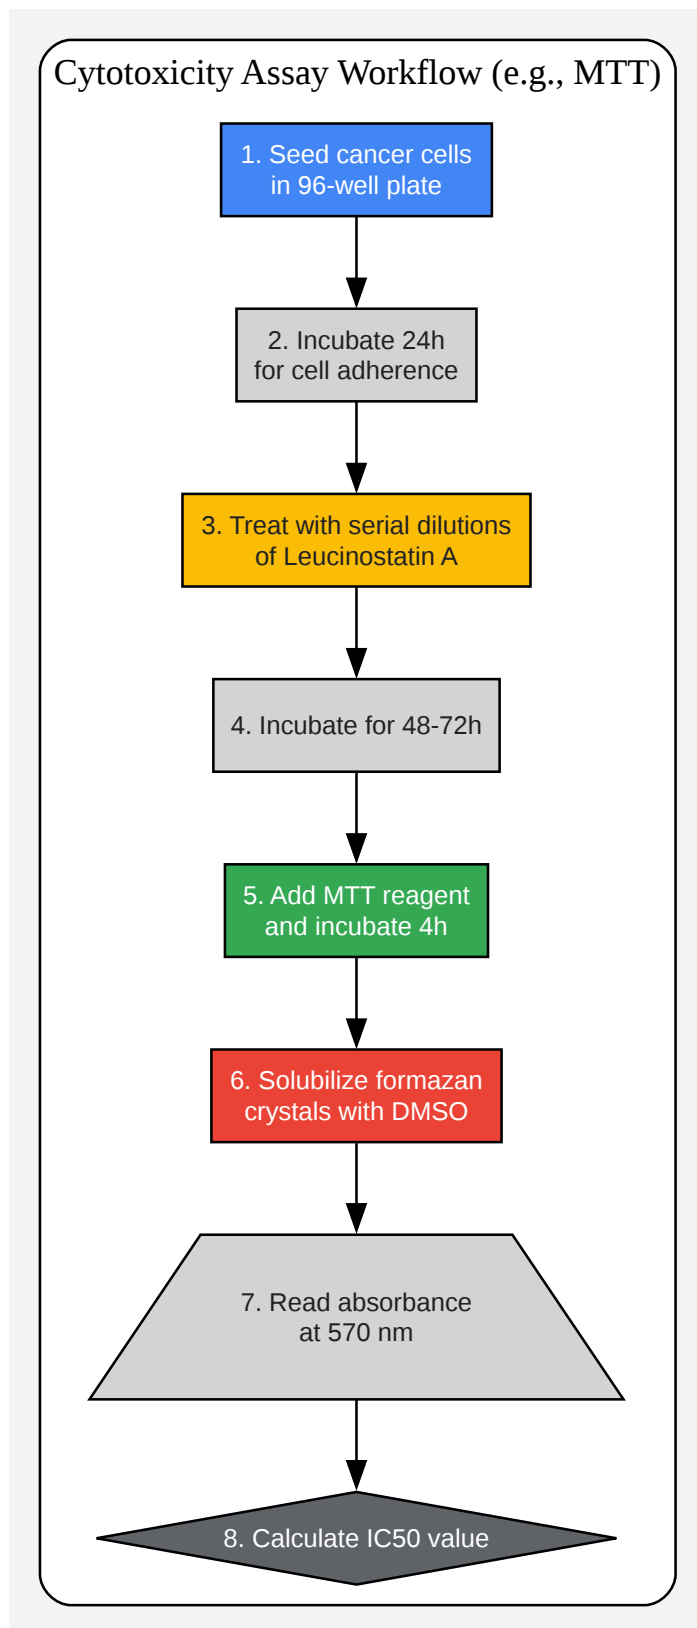 Cytotoxicity Assay Workflow (e.g., MTT)
1. Seed cancer cells
in 96-well plate
2. Incubate 24h
for cell adherence
3. Treat with serial dilutions
of Leucinostatin A
4. Incubate for 48-72h
5. Add MTT reagent
and incubate 4h
6. Solubilize formazan
crystals with DMSO
7. Read absorbance
at 570 nm
8. Calculate IC50 value